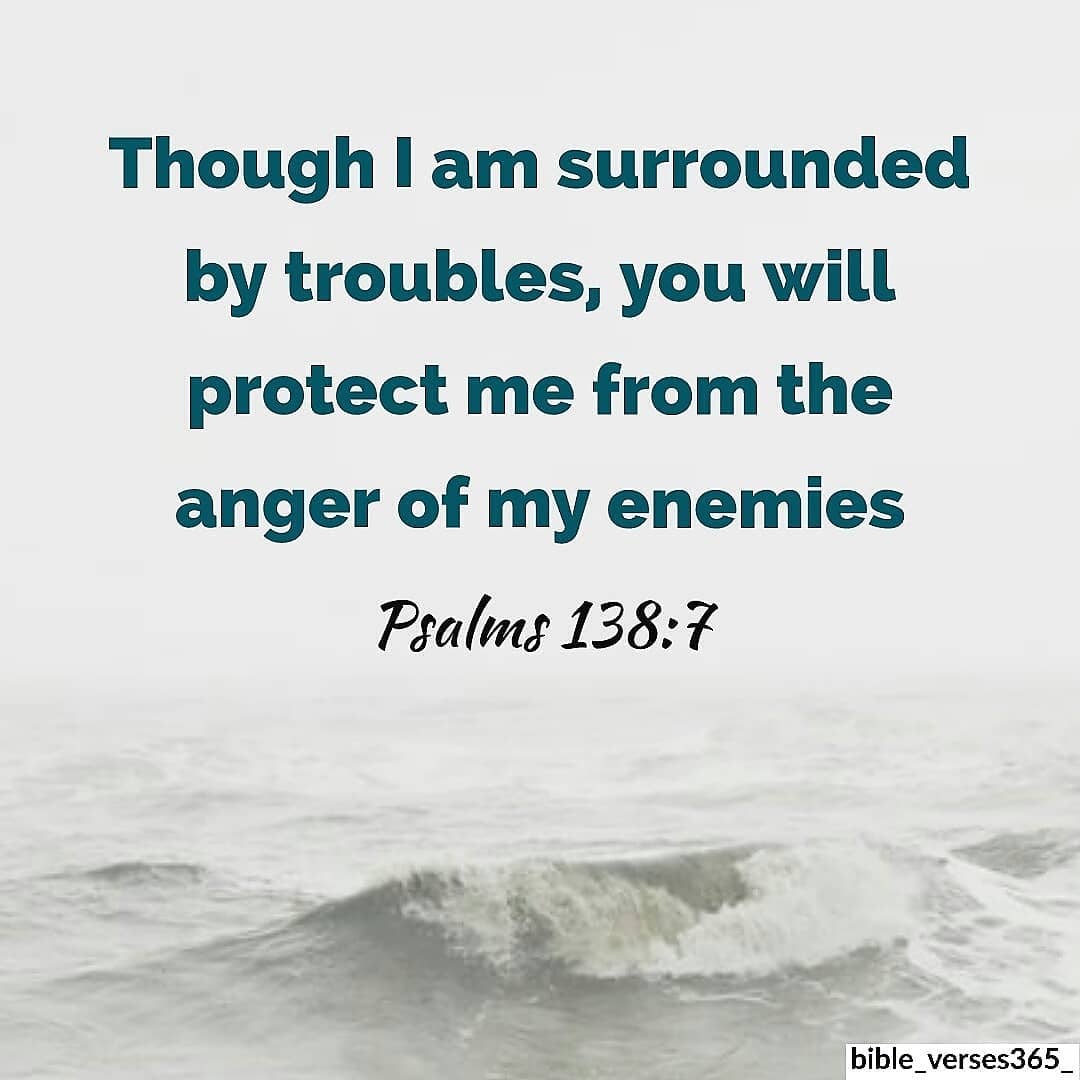 Though I am surrounded
by troubles, you will
protect me from the
anger of my enemies
Psalms 138:7
bible_verses365_